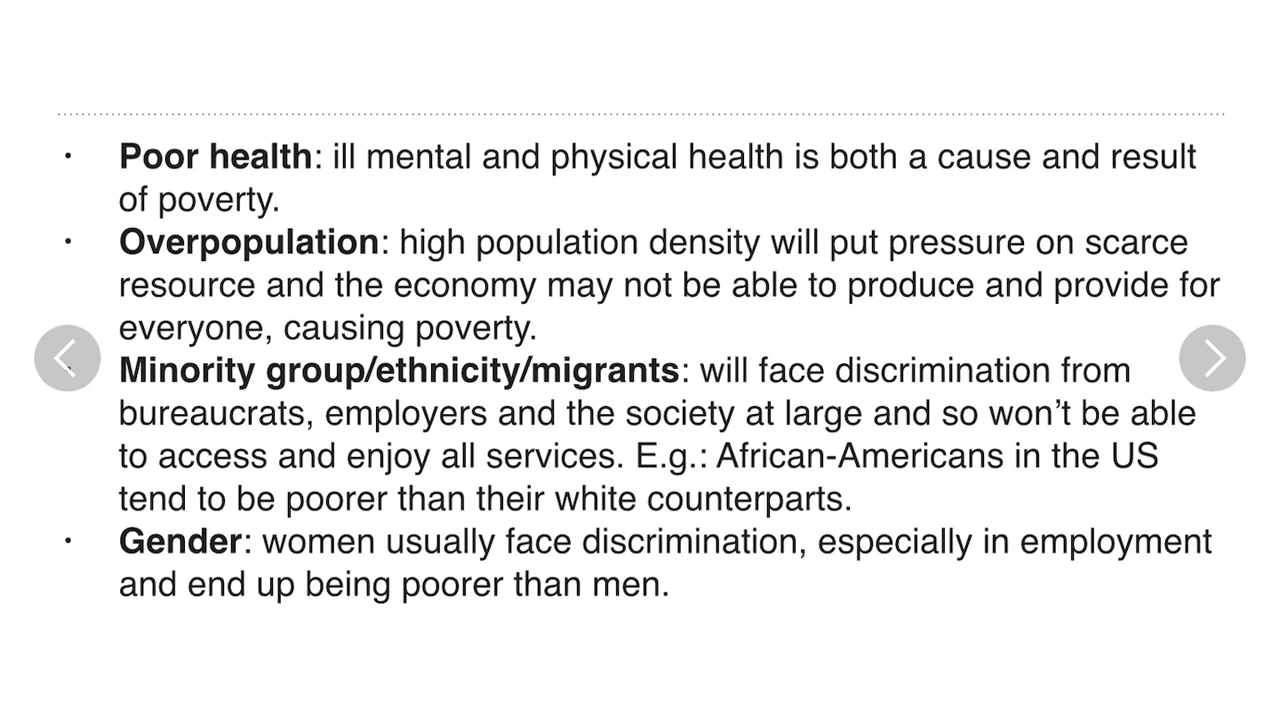 · Poor health: ill mental and physical health is both a cause and result
of poverty.
· Overpopulation: high population density will put pressure on scarce
resource and the economy may not be able to produce and provide for
everyone, causing poverty.
· Minority group/ethnicity/migrants: will face discrimination from
bureaucrats, employers and the society at large and so won’t be able
to access and enjoy all services. E.g.: African-Americans in the US
tend to be poorer than their white counterparts.
· Gender: women usually face discrimination, especially in employment
and end up being poorer than men.